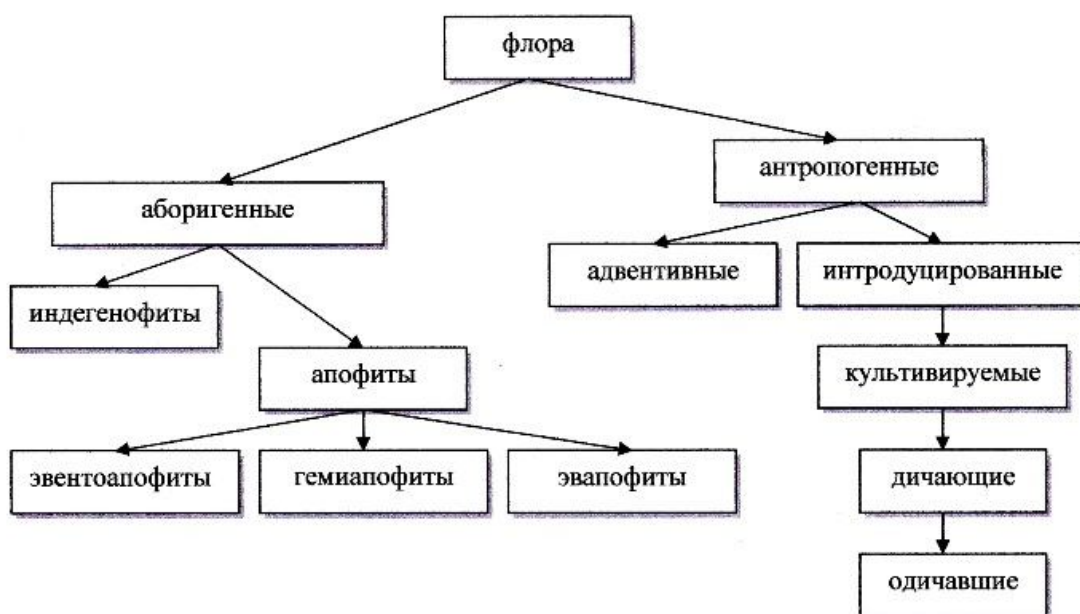 флора
антропогенные
аборигенные
адвентивные
интродуцированные
индегенофиты
апофиты
культивируемые
эвентоапофиты
гемиапофиты
эвапофиты
дичающие
одичавшие